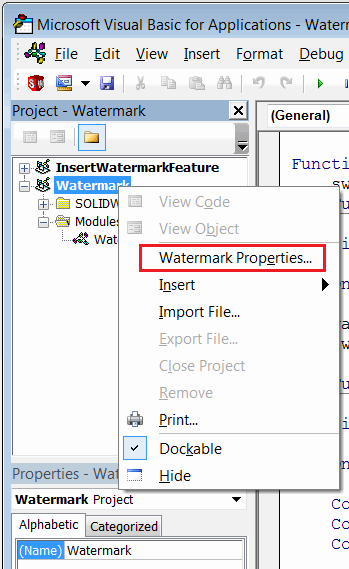 Microsoft Visual Basic for Applications - Waterm
File Edit View Insert Format Debug
Project - Watermark
(General)
InsertWatermarkFeature
Functi
Watermark
sw
SOLIDW
Modules
Wa
View Code
View Object
Watermark Properties...
Insert
Import File...
Export File...
Close Project
Remove
Print...
Dockable
Hide
Properties - Wa
Watermark Project
Alphabetic Categorized
(Name) Watermark
Co
Co
Co